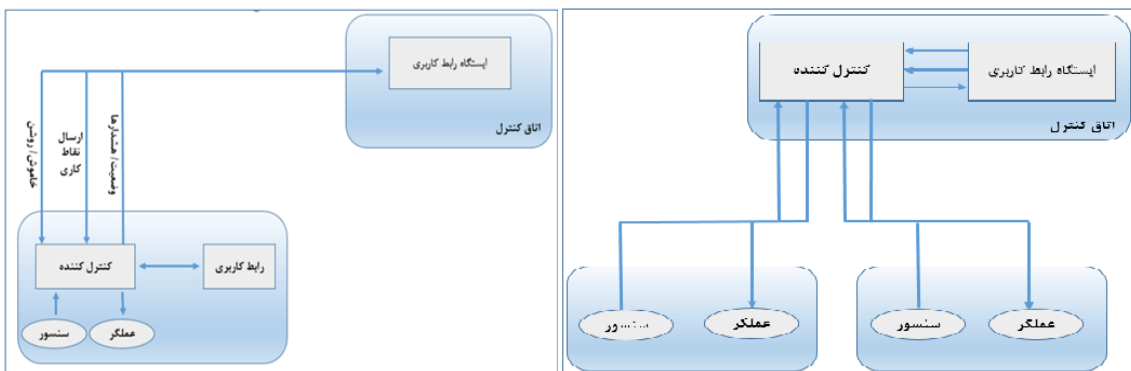 ایستگاه رابط کاربری
اتاق کنترل
خاموش/ روشن
ارسال
نقاط
کاری
وضعیت/ هشدارها
کنترل کننده
رابط کاربری
سنسور
عملگر
کنترل کننده
ایستگاه رابط کاربری
اتاق کنترل
سنسور
عملگر
سنسور
عملگر